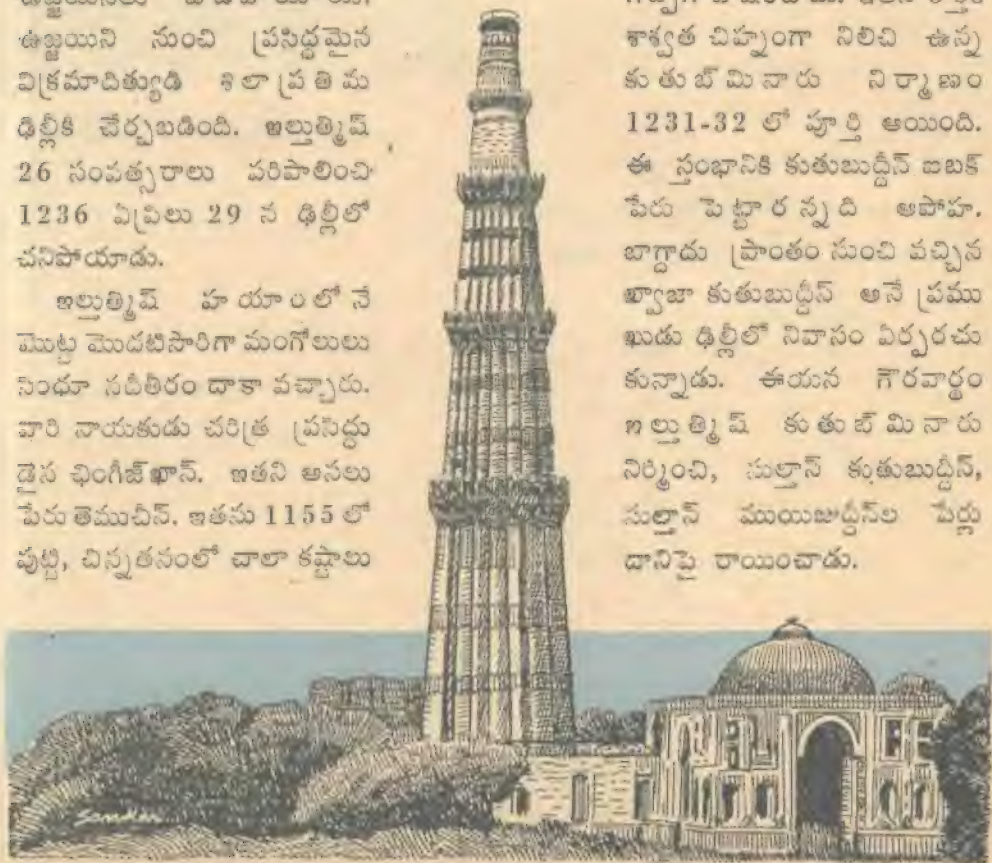 ఉజ్జయిని నుంచి ప్రసిద్ధమైన
విక్రమాదిత్యుడి శిలాప్రతిమ
ఢిల్లీకి చేర్చబడింది. ఇల్తుత్మిష్
26 సంవత్సరాలు పరిపాలించి
1236 ఏప్రిలు 29 న ఢిల్లీలో
చనిపోయాడు.
ఇల్తుత్మిష్ హయాంలోనే
మొట్ట మొదటిసారిగా మంగోలులు
సింధూ నదీతీరం దాకా వచ్చారు.
వారి నాయకుడు చరిత్ర ప్రసిద్ధు
డైన ఛింగీజ్ ఖాన్. ఇతని అసలు
పేరు తెముచిన్. ఇతను 1155 లో
పుట్టి, చిన్నతనంలో చాలా కష్టాలు
శాశ్వత చిహ్నంగా నిలిచి ఉన్న
కుతుబ్ మినారు నిర్మాణం
1231-32 లో పూర్తి అయింది.
ఈ స్తంభానికి కుతుబుద్దీన్ ఐబక్
పేరు పెట్టారన్నది అపోహ.
బాగ్దాదు ప్రాంతం నుంచి వచ్చిన
ఖ్వాజా కుతుబుద్దీన్ అనే ప్రము
ఖుడు ఢిల్లీలో నివాసం ఏర్పరచు
కున్నాడు. ఈయన గౌరవార్థం
ఇల్తుత్మిష్ కుతుబ్ మినారు
నిర్మించి, సుల్తాన్ కుతుబుద్దీన్,
సుల్తాన్ ముయిజుద్దీన్‌ల పేర్లు
దానిపై రాయించాడు.
Sankar